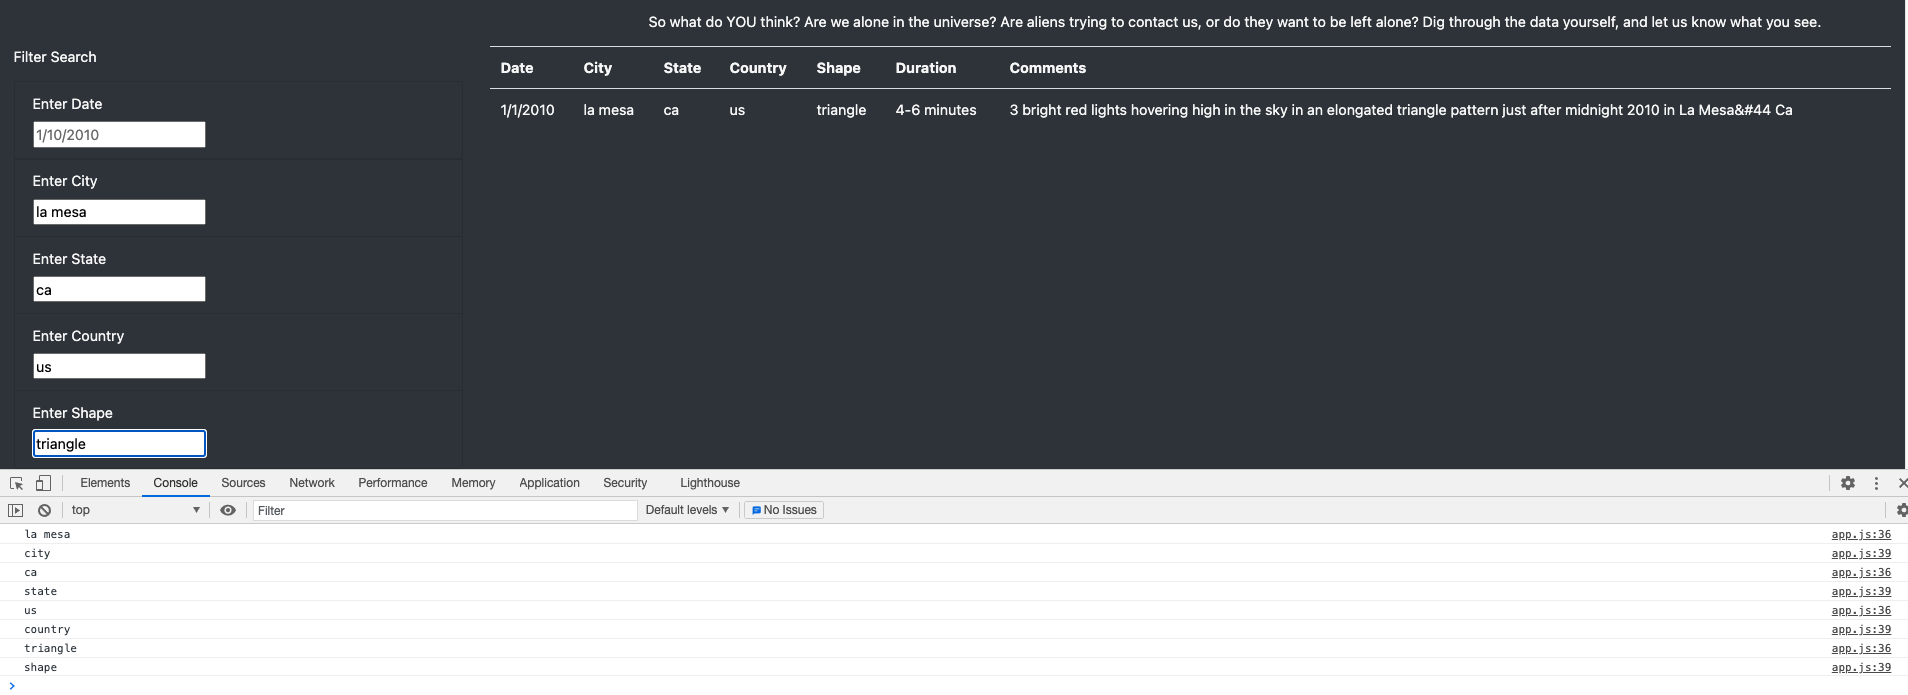 So what do YOU think? Are we alone in the universe? Are aliens trying to contact us, or do they want to be left alone? Dig through the data yourself, and let us know what you see.
Filter Search
Enter Date
1/10/2010
Enter City
la mesa
Enter State
ca
Enter Country
us
Enter Shape
triangle
Date City State Country Shape Duration Comments
1/1/2010 la mesa ca us triangle 4-6 minutes 3 bright red lights hovering high in the sky in an elongated triangle pattern just after midnight 2010 in La Mesa&#44 Ca
Elements Console Sources Network Performance Memory Application Security Lighthouse
top Filter Default levels No Issues
la mesa app.js:36
city app.js:39
ca app.js:36
state app.js:39
us app.js:36
country app.js:39
triangle app.js:36
shape app.js:39